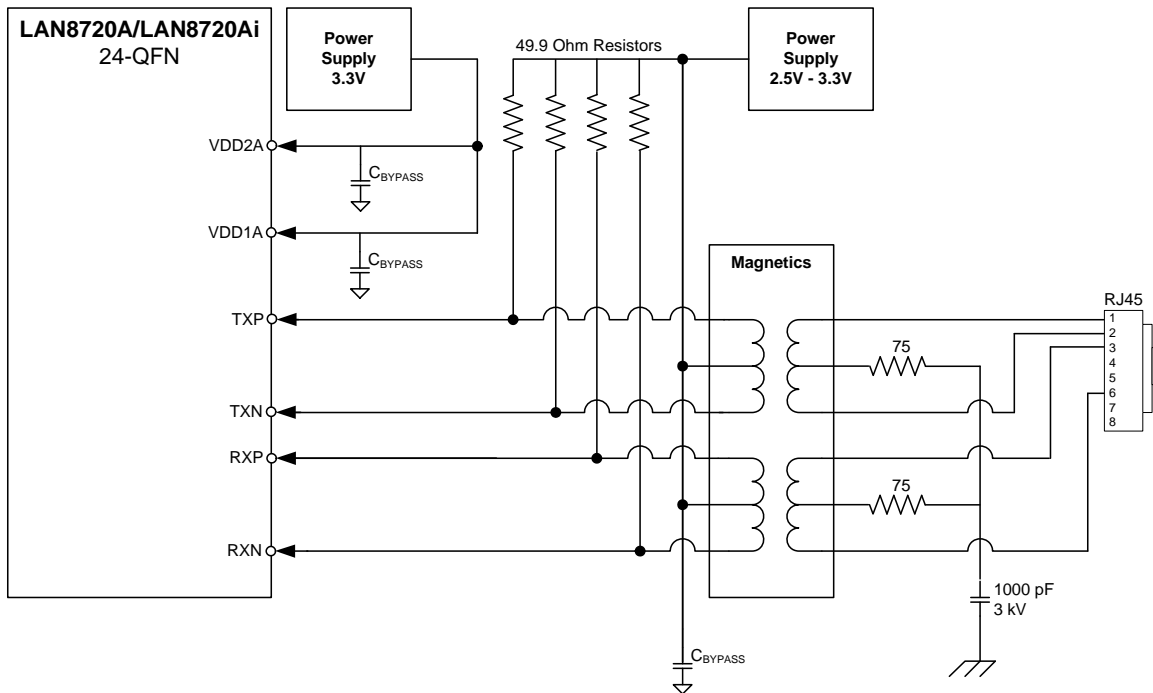 LAN8720A/LAN8720Ai
24-QFN
Power
Supply
3.3V
49.9 Ohm Resistors
Power
Supply
2.5V - 3.3V
VDD2A
CBYPASS
VDD1A
CBYPASS
Magnetics
TXP
RJ45
1
2
3
4
5
6
7
8
75
TXN
RXP
75
RXN
1000 pF
3 kV
CBYPASS